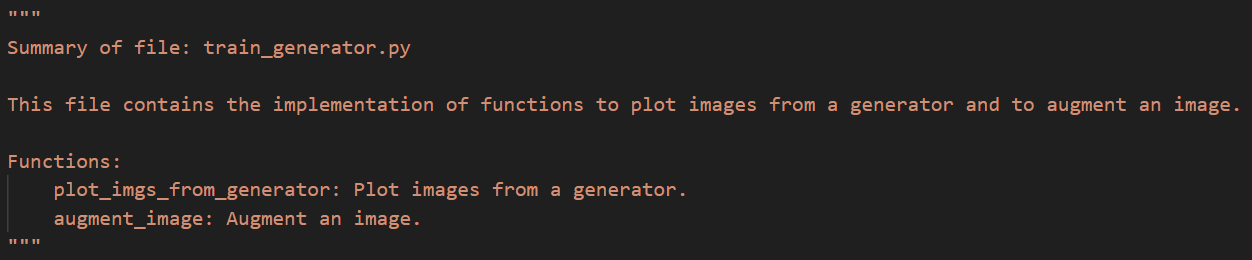 """
Summary of file: train_generator.py
This file contains the implementation of functions to plot images from a generator and to augment an image.
Functions:
plot_imgs_from_generator: Plot images from a generator.
augment_image: Augment an image.
"""